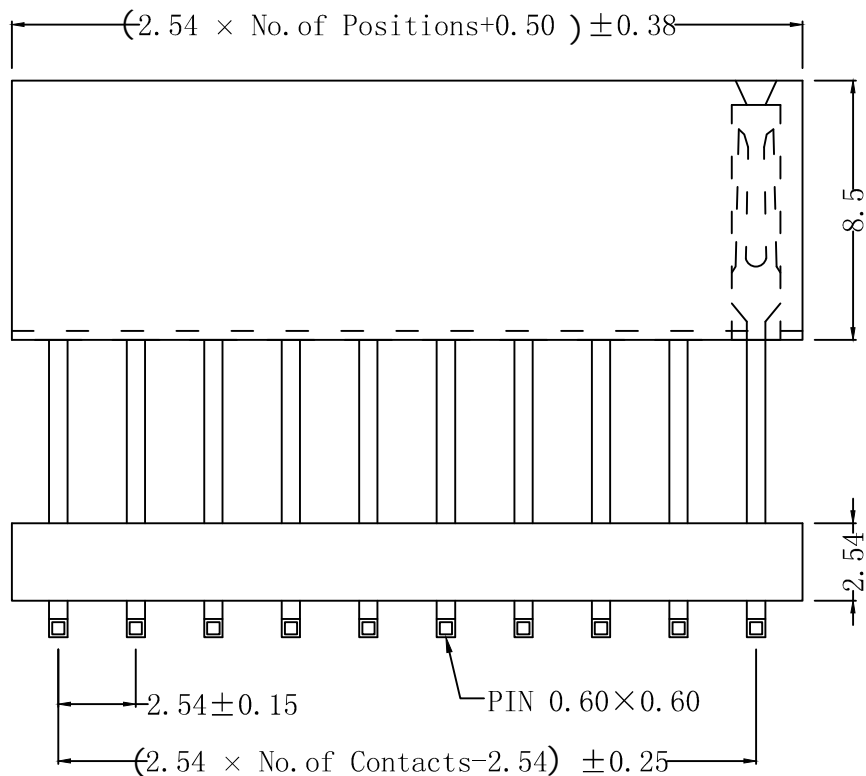 (2.54 × No.of Positions+0.50 )±0.38
8.5
2.54
2.54±0.15
PIN 0.60×0.60
(2.54 × No.of Contacts-2.54) ±0.25